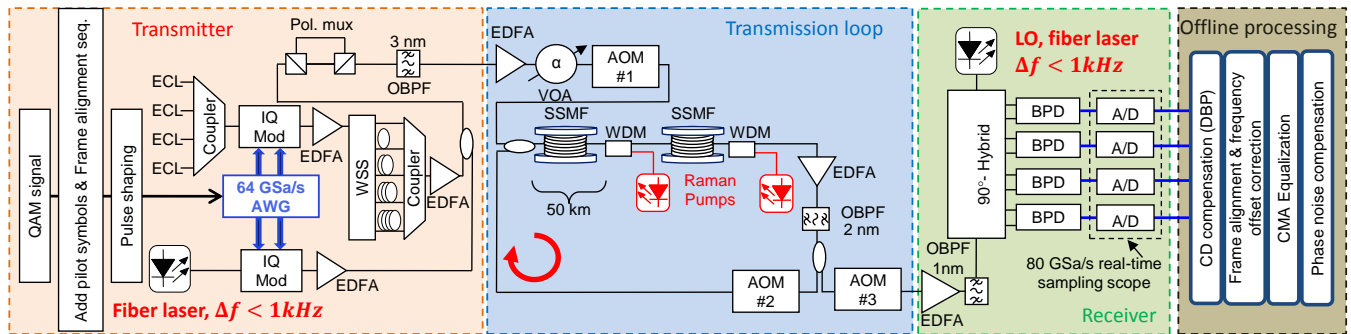 Transmitter
Pol. mux
3 nm
OBPF
QAM signal
Add pilot symbols & Frame alignment seq.
Pulse shaping
ECL
ECL
ECL
ECL
Coupler
IQ
Mod
EDFA
WSS
Coupler
EDFA
64 GSa/s
AWG
IQ
Mod
EDFA
Fiber laser, Δf < 1kHz
Transmission loop
EDFA
α
VOA
AOM
#1
SSMF
WDM
SSMF
WDM
50 km
Raman
Pumps
EDFA
OBPF
2 nm
AOM
#2
AOM
#3
EDFA
LO, fiber laser
Δf < 1kHz
90°- Hybrid
BPD
BPD
BPD
BPD
A/D
A/D
A/D
A/D
OBPF
1nm
80 GSa/s real-time
sampling scope
Receiver
Offline processing
CD compensation (DBP)
Frame alignment & frequency
offset correction
CMA Equalization
Phase noise compensation